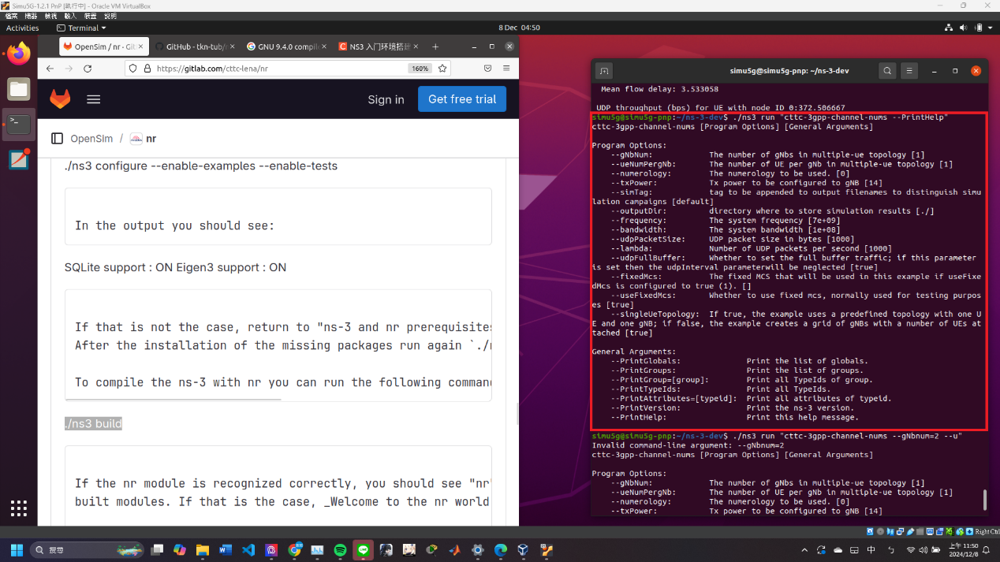 Simu5G-1.2.1 PnP [執行中] - Oracle VM VirtualBox
檔案 機器 檢視 輸入 裝置 說明
Activities
Terminal
8 Dec 04:50
OpenSim / nr · Git
GitHub - tkn-tub/
GNU 9.4.0 compile
NS3 入门环境搭建
https://gitlab.com/cttc-lena/nr
160%
Sign in
Get free trial
OpenSim / nr
./ns3 configure --enable-examples --enable-tests
In the output you should see:
SQLite support : ON Eigen3 support : ON
If that is not the case, return to "ns-3 and nr prerequisites
After the installation of the missing packages run again `./n
To compile the ns-3 with nr you can run the following command
./ns3 build
If the nr module is recognized correctly, you should see "nr"
built modules. If that is the case, _Welcome to the nr world
simu5g@simu5g-pnp: ~/ns-3-dev
Mean flow delay: 3.533058
UDP throughput (bps) for UE with node ID 0:372.506667
simu5g@simu5g-pnp:~/ns-3-dev$ ./ns3 run "cttc-3gpp-channel-nums --PrintHelp"
cttc-3gpp-channel-nums [Program Options] [General Arguments]
Program Options:
--gNbNum: The number of gNbs in multiple-ue topology [1]
--ueNumPergNb: The number of UE per gNb in multiple-ue topology [1]
--numerology: The numerology to be used. [0]
--txPower: Tx power to be configured to gNB [14]
--simTag: tag to be appended to output filenames to distinguish simu
lation campaigns [default]
--outputDir: directory where to store simulation results [./]
--frequency: The system frequency [7e+09]
--bandwidth: The system bandwidth [1e+08]
--udpPacketSize: UDP packet size in bytes [1000]
--lambda: Number of UDP packets per second [1000]
--udpFullBuffer: Whether to set the full buffer traffic; if this parameter
is set then the udpInterval parameterwill be neglected [true]
--fixedMcs: The fixed MCS that will be used in this example if useFixe
dMcs is configured to true (1). []
--useFixedMcs: Whether to use fixed mcs, normally used for testing purpos
es [true]
--singleUeTopology: If true, the example uses a predefined topology with one U
E and one gNB; if false, the example creates a grid of gNBs with a number of UEs at
tached [true]
General Arguments:
--PrintGlobals: Print the list of globals.
--PrintGroups: Print the list of groups.
--PrintGroup=[group]: Print all TypeIds of group.
--PrintTypeIds: Print all TypeIds.
--PrintAttributes=[typeid]: Print all attributes of typeid.
--PrintVersion: Print the ns-3 version.
--PrintHelp: Print this help message.
simu5g@simu5g-pnp:~/ns-3-dev$ ./ns3 run "cttc-3gpp-channel-nums --gNbnum=2 --u"
Invalid command-line argument: --gNbnum=2
cttc-3gpp-channel-nums [Program Options] [General Arguments]
Program Options:
--gNbNum: The number of gNbs in multiple-ue topology [1]
--ueNumPergNb: The number of UE per gNb in multiple-ue topology [1]
--numerology: The numerology to be used. [0]
--txPower: Tx power to be configured to gNB [14]
Right Ctrl
搜尋
中
上午 11:50
2024/12/8